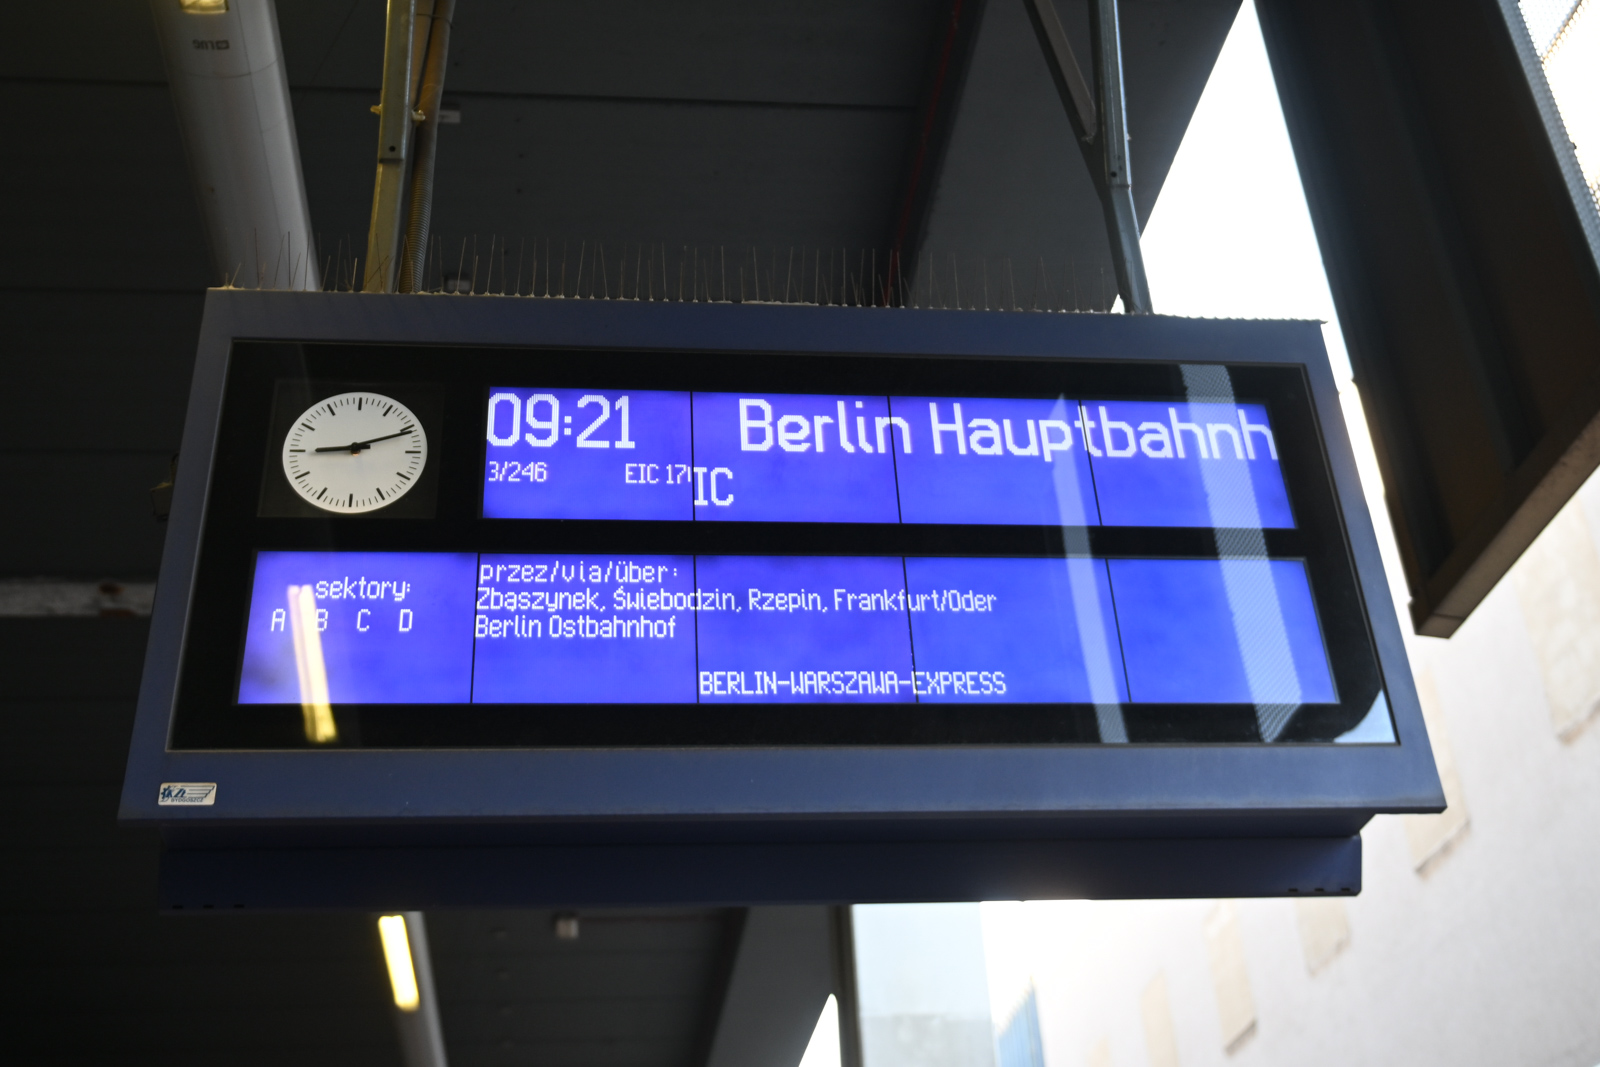 09:21 Berlin Hauptbahnh
3/246 EIC 17
IC
sektory:
A B C D
przez/via/über:
Zbąszynek, Świebodzin, Rzepin, Frankfurt/Oder
Berlin Ostbahnhof
BERLIN-WARSZAWA-EXPRESS
BYDGOSZCZ